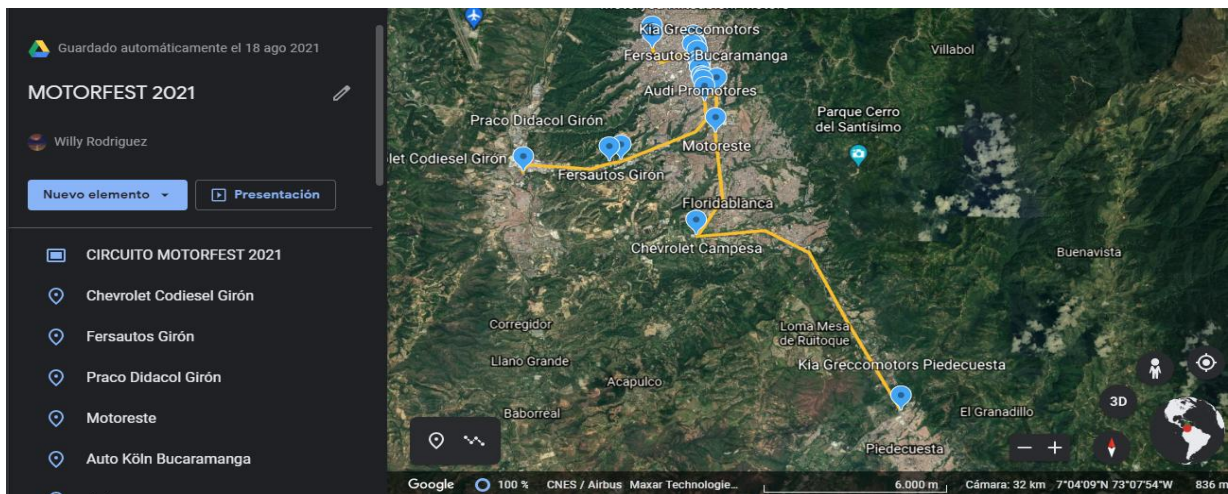 Guardado automáticamente el 18 ago 2021
MOTORFEST 2021
Willy Rodriguez
Nuevo elemento
Presentación
CIRCUITO MOTORFEST 2021
Chevrolet Codiesel Girón
Fersautos Girón
Praco Didacol Girón
Motoreste
Auto Köln Bucaramanga
Kia Greccomotors
Fersautos Bucaramanga
Villabol
Audi Promotores
Praco Didacol Girón
Parque Cerro
del Santísimo
Motoreste
let Codiesel Girón
Fersautos Girón
Floridablanca
Chevrolet Campesa
Buenavista
Corregidor
Loma Mesa
de Ruitoque
Llano Grande
Kia Greccomotors Piedecuesta
Acapulco
Baborreal
El Granadillo
3D
Piedecuesta
Google
100 %
CNES / Airbus Maxar Technologie...
6.000 m
Cámara: 32 km 7°04'09"N 73°07'54"W 836 m